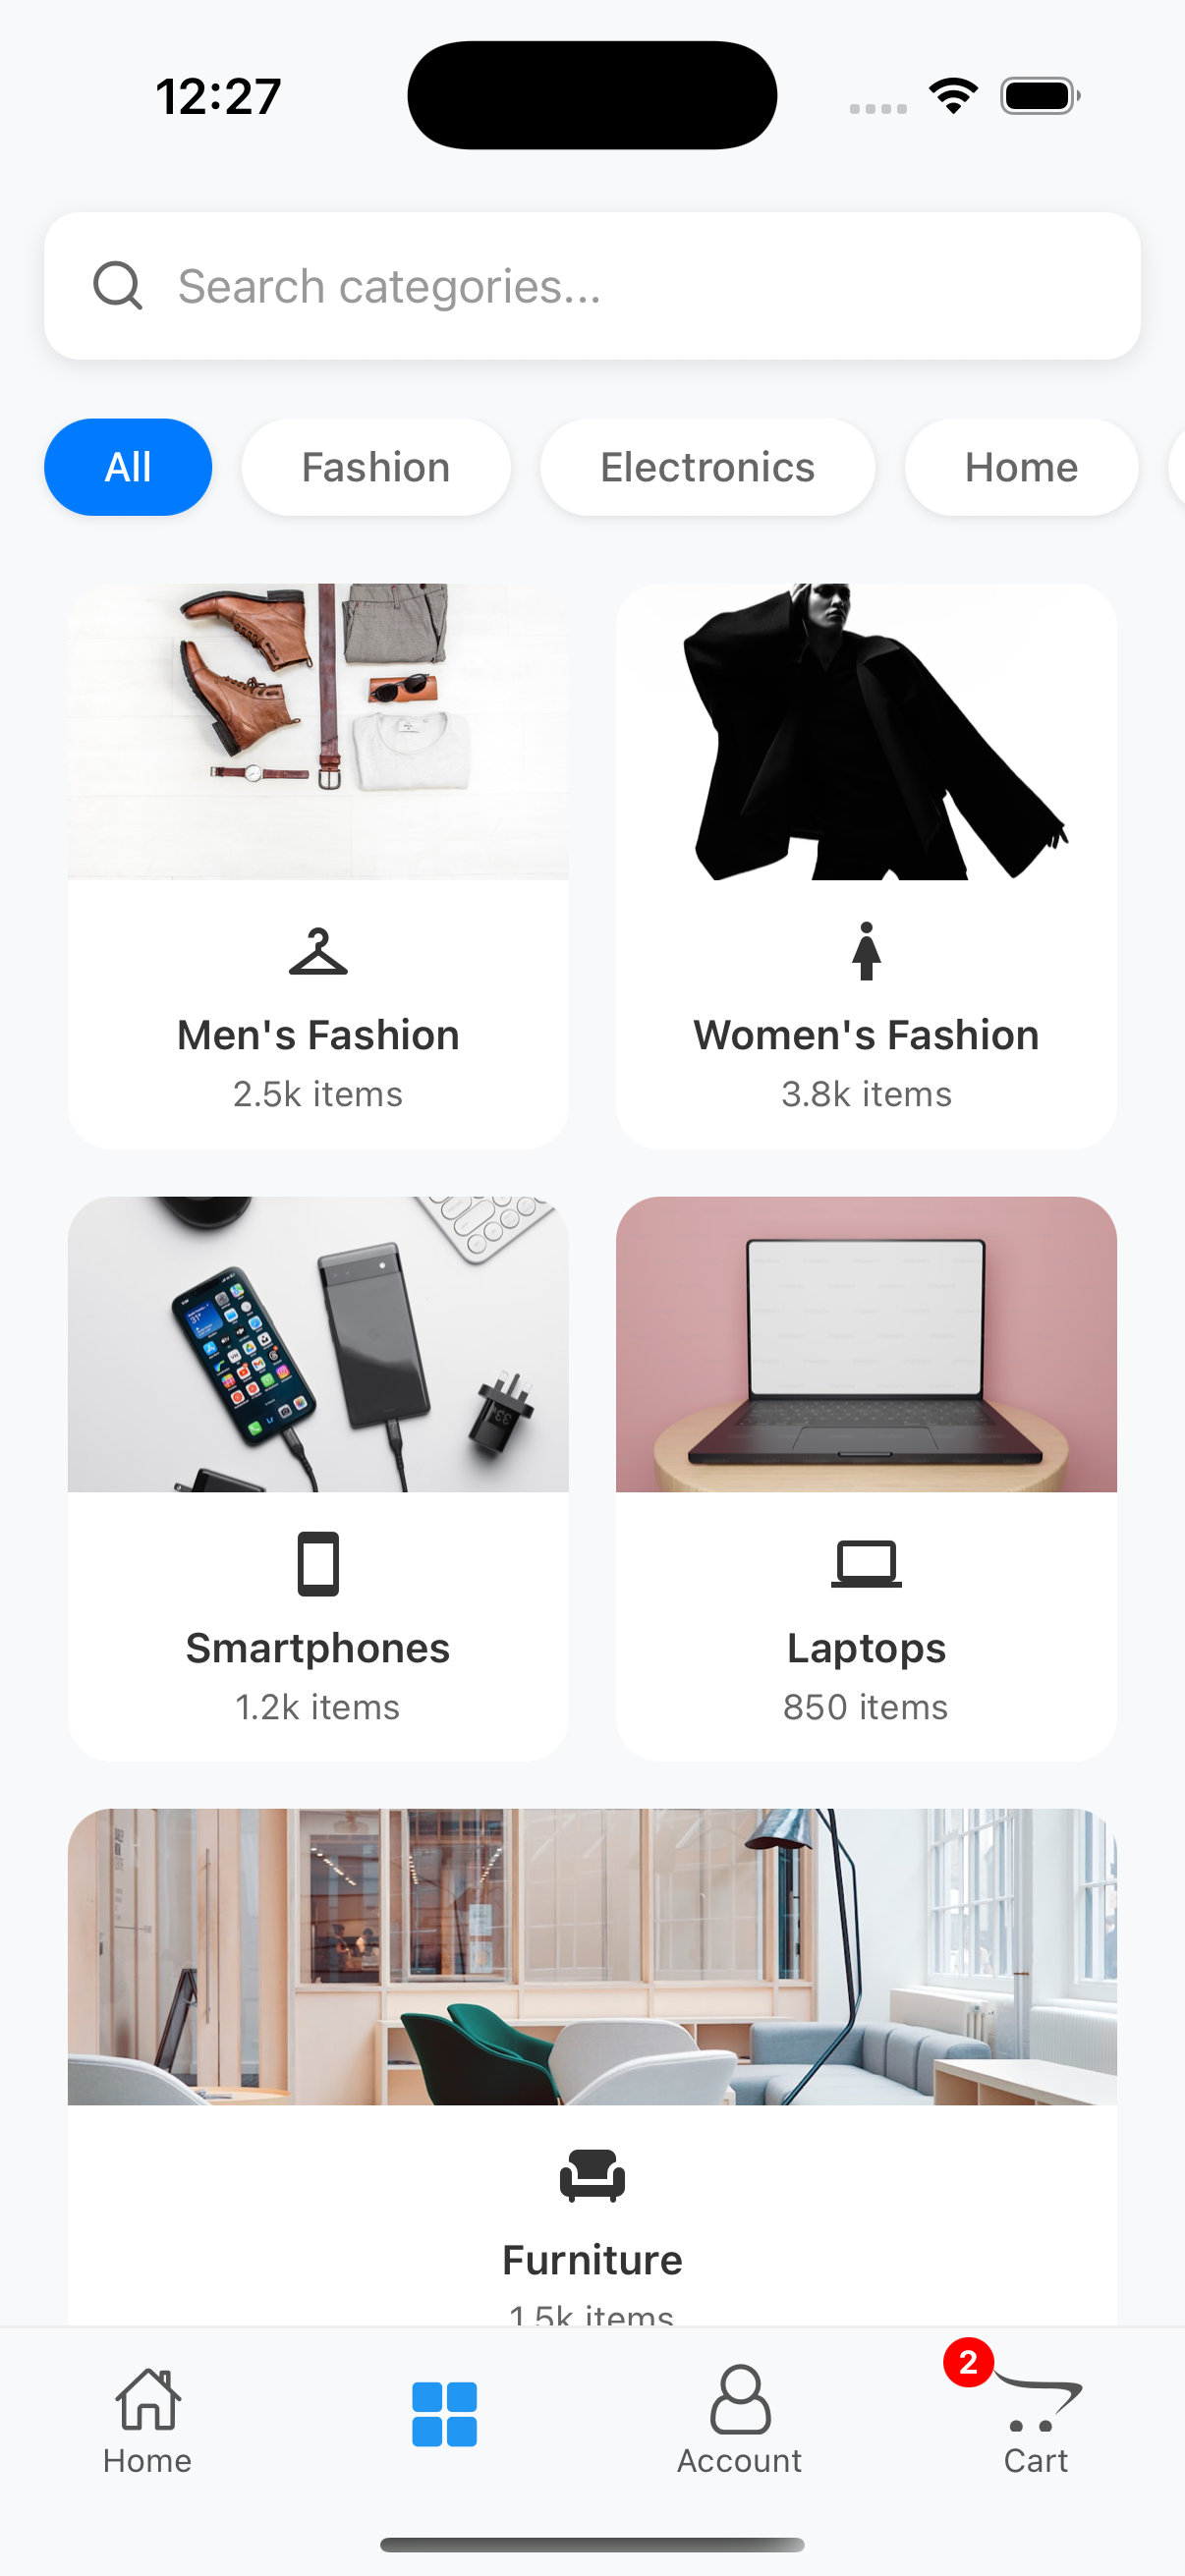 12:27
Search categories...
All
Fashion
Electronics
Home
Men's Fashion
2.5k items
Women's Fashion
3.8k items
Smartphones
1.2k items
Laptops
850 items
Furniture
1.5k items
Home
Account
2
Cart